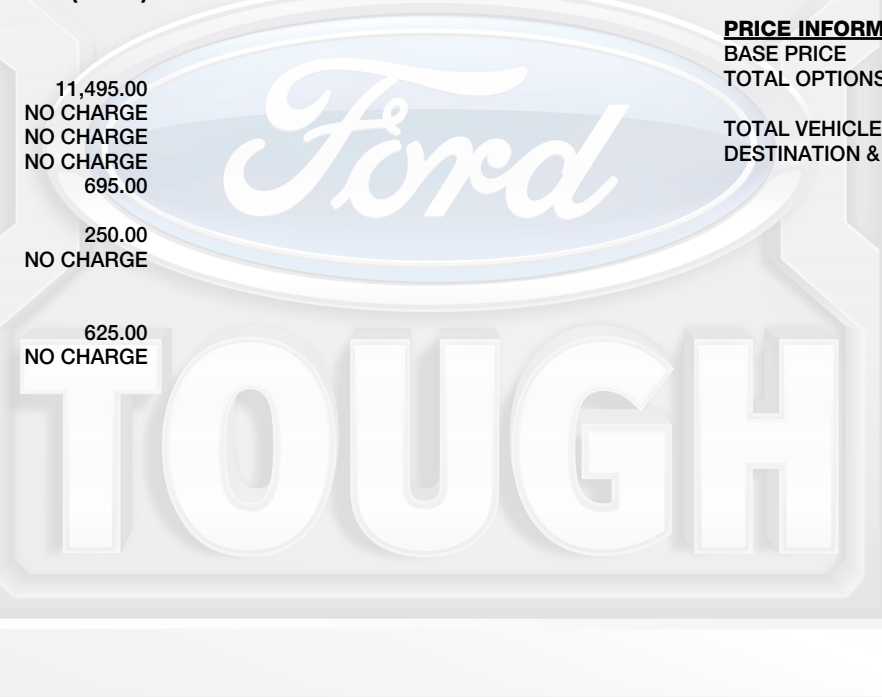 11,495.00
NO CHARGE
NO CHARGE
NO CHARGE
695.00
250.00
NO CHARGE
625.00
NO CHARGE
PRICE INFORM
BASE PRICE
TOTAL OPTIONS
TOTAL VEHICLE
DESTINATION &
Ford
TOUGH